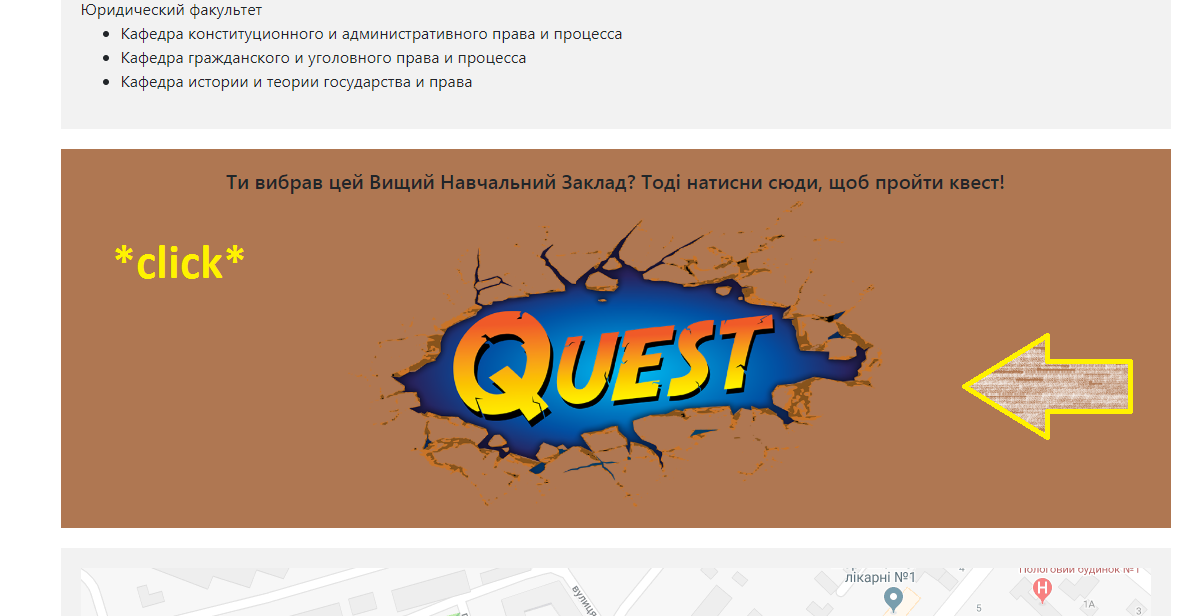 Юридический факультет
Кафедра конституционного и административного права и процесса
Кафедра гражданского и уголовного права и процесса
Кафедра истории и теории государства и права
Ти вибрав цей Вищий Навчальний Заклад? Тоді натисни сюди, щоб пройти квест!
*click*
QUEST
Пологовий будинок №1
лікарні №1
4
H
вулиця
5
1А
3